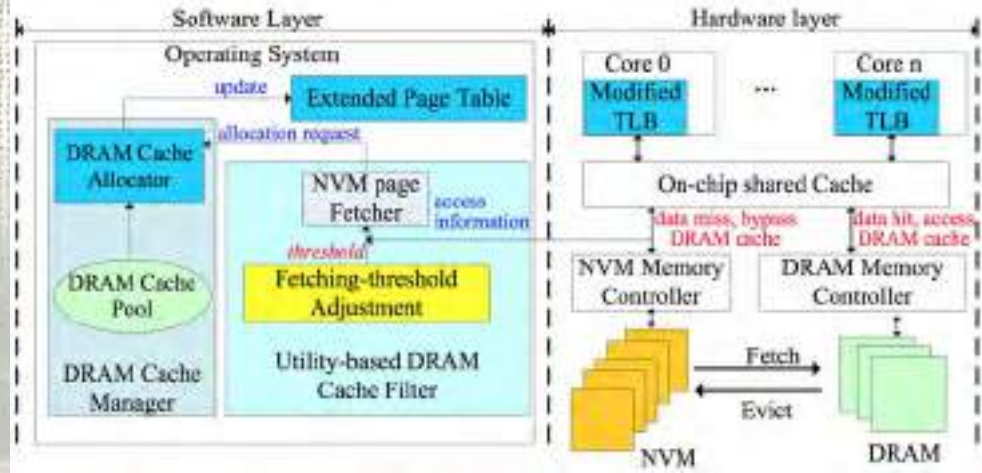 Software Layer
Hardware layer
Operating System
update
Extended Page Table
allocation request
DRAM Cache
Allocator
NVM page
Fetcher
access
information
threshold
DRAM Cache
Pool
Fetching-threshold
Adjustment
DRAM Cache
Manager
Utility-based DRAM
Cache Filter
Core 0
Modified
TLB
...
Core n
Modified
TLB
On-chip shared Cache
data miss, bypass
DRAM cache
data hit, access
DRAM cache
NVM Memory
Controller
DRAM Memory
Controller
Fetch
Evict
NVM
DRAM